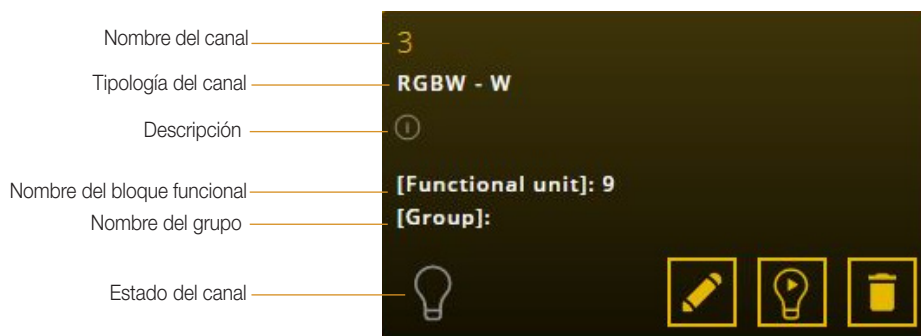 Nombre del canal
3
Tipología del canal
RGBW - W
Descripción
Nombre del bloque funcional
[Functional unit]: 9
Nombre del grupo
[Group]:
Estado del canal